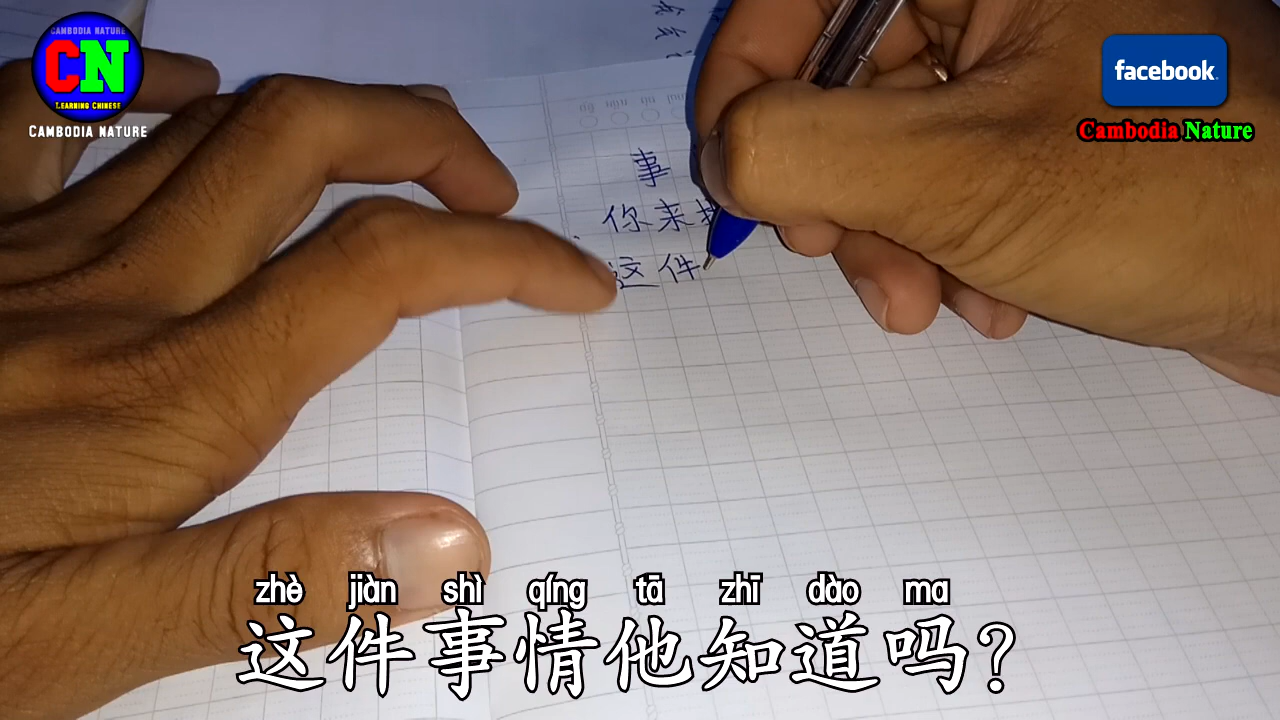 CAMBODIA NATURE
CN
LEARNING CHINESE
CAMBODIA NATURE
facebook
Cambodia Nature
事
你来
这件
zhè jiàn shì qíng tā zhī dào ma
这件事情他知道吗?